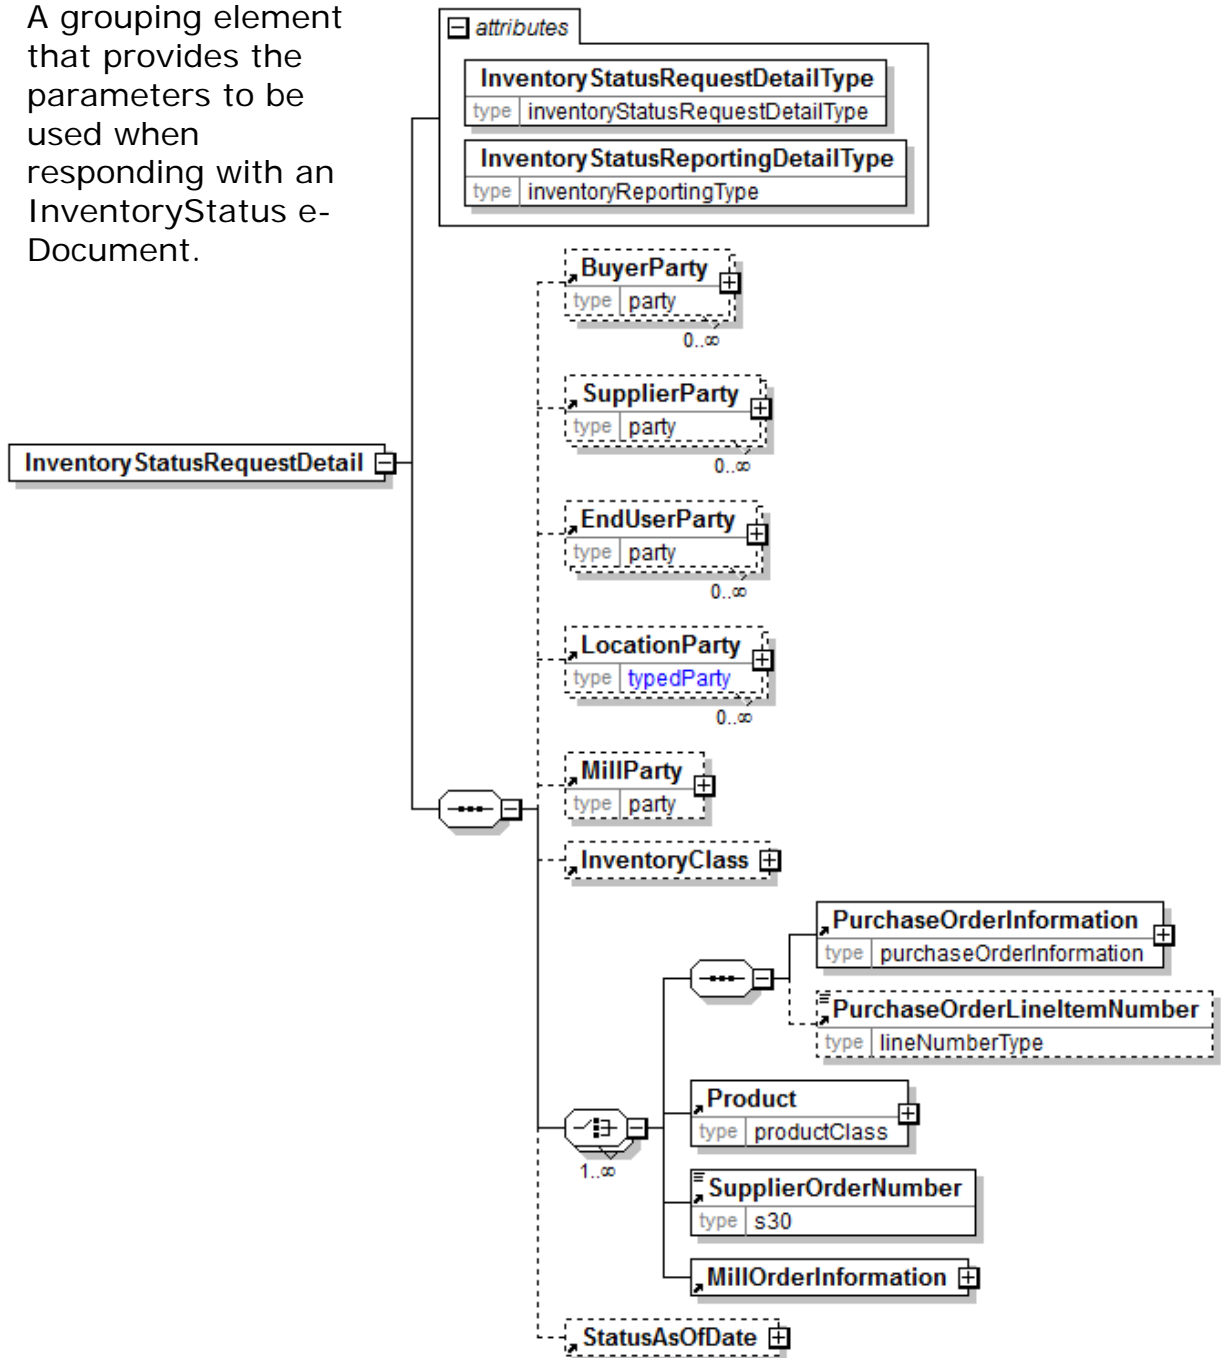 A grouping element
that provides the
parameters to be
used when
responding with an
InventoryStatus e-
Document.
attributes
InventoryStatusRequestDetailType
type inventoryStatusRequestDetailType
InventoryStatusReportingDetailType
type inventoryReportingType
BuyerParty
type party
0..∞
SupplierParty
type party
0..∞
InventoryStatusRequestDetail
EndUserParty
type party
0..∞
LocationParty
type typedParty
0..∞
MillParty
type party
InventoryClass
PurchaseOrderInformation
type purchaseOrderInformation
PurchaseOrderLineItemNumber
type lineNumberType
Product
type productClass
1..∞
SupplierOrderNumber
type s30
MillOrderInformation
StatusAsOfDate